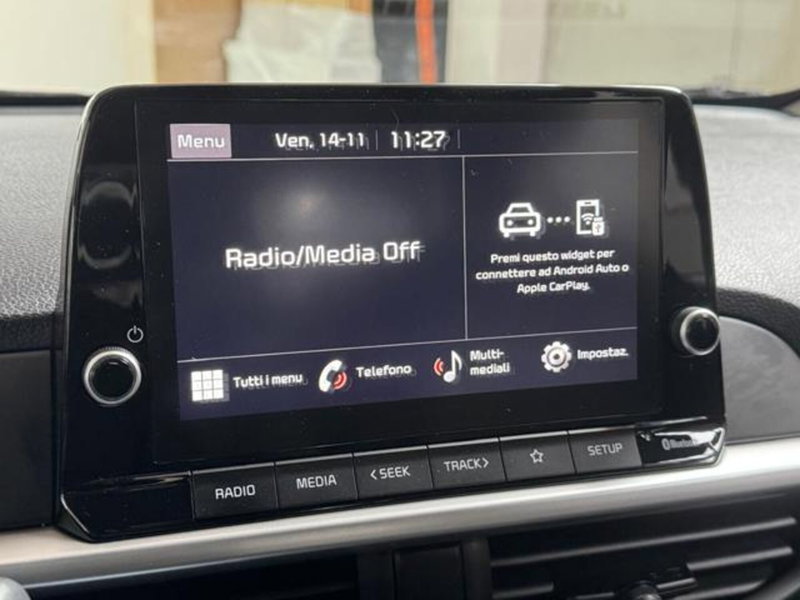 Menu
Ven. 14-11
11:27
Radio/Media Off
Premi questo widget per
connettere ad Android Auto o
Apple CarPlay.
Tutti i menu
Telefono
Multi-
mediali
Impostaz.
RADIO
MEDIA
< SEEK
TRACK >
SETUP
Bluetooth